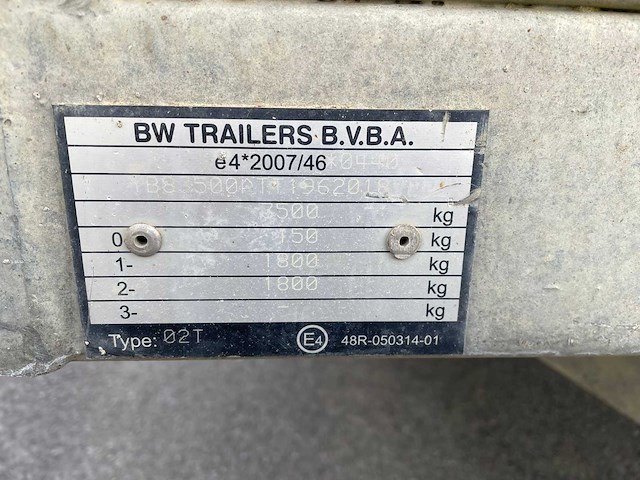 BW TRAILERS B.V.B.A.
e4*2007/46
3500 kg
0 150 kg
1- 1800 kg
2- 1800 kg
3- - kg
Type: 02T E4 48R-050314-01